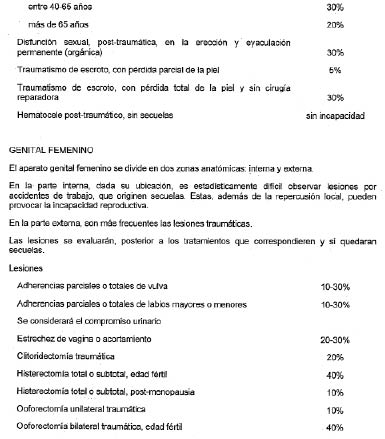 entre 40-65 años 30%
más de 65 años 20%
Disfunción sexual, post-traumática, en la erección y eyaculación
permanente (orgánica) 30%
Traumatismo de escroto, con pérdida parcial de la piel 5%
Traumatismo de escroto, con pérdida total de la piel y sin cirugía
reparadora 30%
Hematocele post-traumático, sin secuelas sin incapacidad
GENITAL FEMENINO
El aparato genital femenino se divide en dos zonas anatómicas: interna y externa.
En la parte interna, dada su ubicación, es estadísticamente difícil observar lesiones por
accidentes de trabajo, que originen secuelas. Estas, además de la repercusión local, pueden
provocar la incapacidad reproductiva.
En la parte externa, son más frecuentes las lesiones traumáticas.
Las lesiones se evaluarán, posterior a los tratamientos que correspondieren y si quedaran
secuelas.
Lesiones
Adherencias parciales o totales de vulva 10-30%
Adherencias parciales o totales de labios mayores o menores 10-30%
Se considerará el compromiso urinario
Estrechez de vagina o acortamiento 20-30%
Clitoridectomía traumática 20%
Histerectomía total o subtotal, edad fértil 40%
Histerectomía total o subtotal, post-menopausia 10%
Ooforectomía unilateral traumática 10%
Ooforectomía bilateral traumática, edad fértil 40%